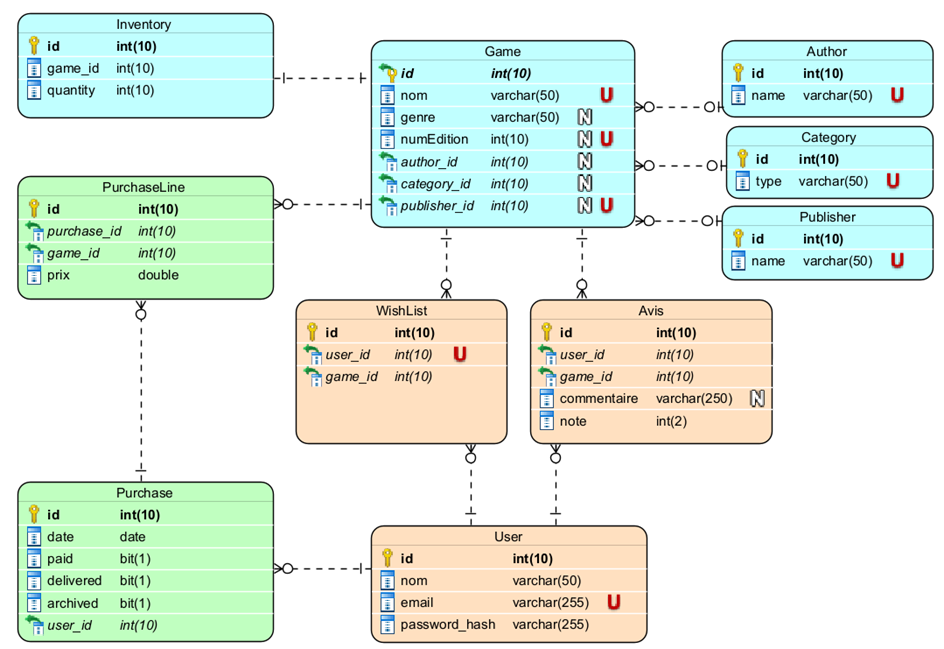 Inventory
id int(10)
game_id int(10)
quantity int(10)
Game
id int(10)
nom varchar(50) U
genre varchar(50) N
numEdition int(10) N U
author_id int(10) N
category_id int(10) N
publisher_id int(10) N U
Author
id int(10)
name varchar(50) U
Category
id int(10)
type varchar(50) U
Publisher
id int(10)
name varchar(50) U
PurchaseLine
id int(10)
purchase_id int(10)
game_id int(10)
prix double
WishList
id int(10)
user_id int(10) U
game_id int(10)
Avis
id int(10)
user_id int(10)
game_id int(10)
commentaire varchar(250) N
note int(2)
Purchase
id int(10)
date date
paid bit(1)
delivered bit(1)
archived bit(1)
user_id int(10)
User
id int(10)
nom varchar(50)
email varchar(255) U
password_hash varchar(255)